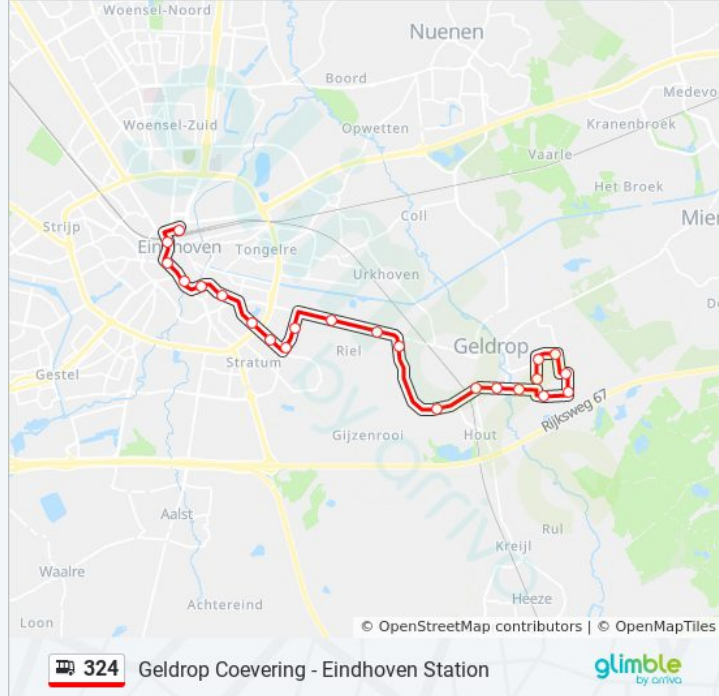 Woensel-Noord
Nuenen
Boord
Medevo
Woensel-Zuid
Opwetten
Kranenbroek
Vaarle
Het Broek
Strijp
Coll
Mier
Eindhoven
Tongelre
Urkhoven
D
Geldrop
Riel
Stratum
Gestel
Rijksweg 67
Gijzenrooi
Hout
Aalst
Rul
Kreijl
Waalre
Achtereind
Heeze
Loon
by arriva
© OpenStreetMap contributors | © OpenMapTiles
324 Geldrop Coevering - Eindhoven Station
glimble
by arriva